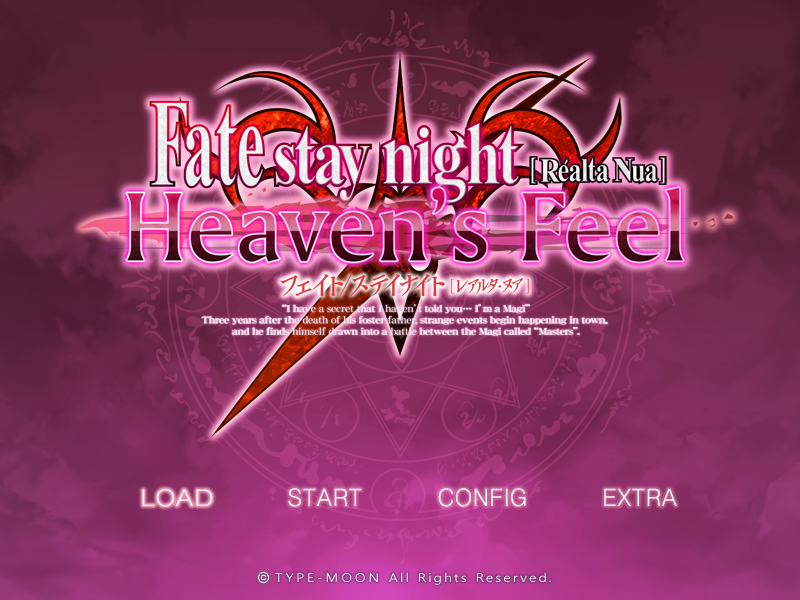 Fate stay night [Réalta Nua]
Heaven's Feel
フェイト/ステイナイト [レアルタ・ヌア]
“I have a secret that I haven't told you… I'm a Magi”
Three years after the death of his foster father, strange events begin happening in town,
and he finds himself drawn into a battle between the Magi called “Masters”.
LOAD START CONFIG EXTRA
©TYPE-MOON All Rights Reserved.